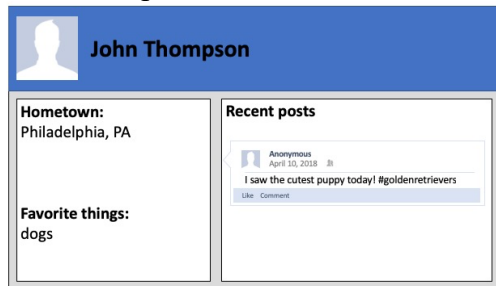 John Thompson
Hometown:
Philadelphia, PA
Favorite things:
dogs
Recent posts
Anonymous
April 10, 2018
I saw the cutest puppy today! #goldenretrievers
Like Comment